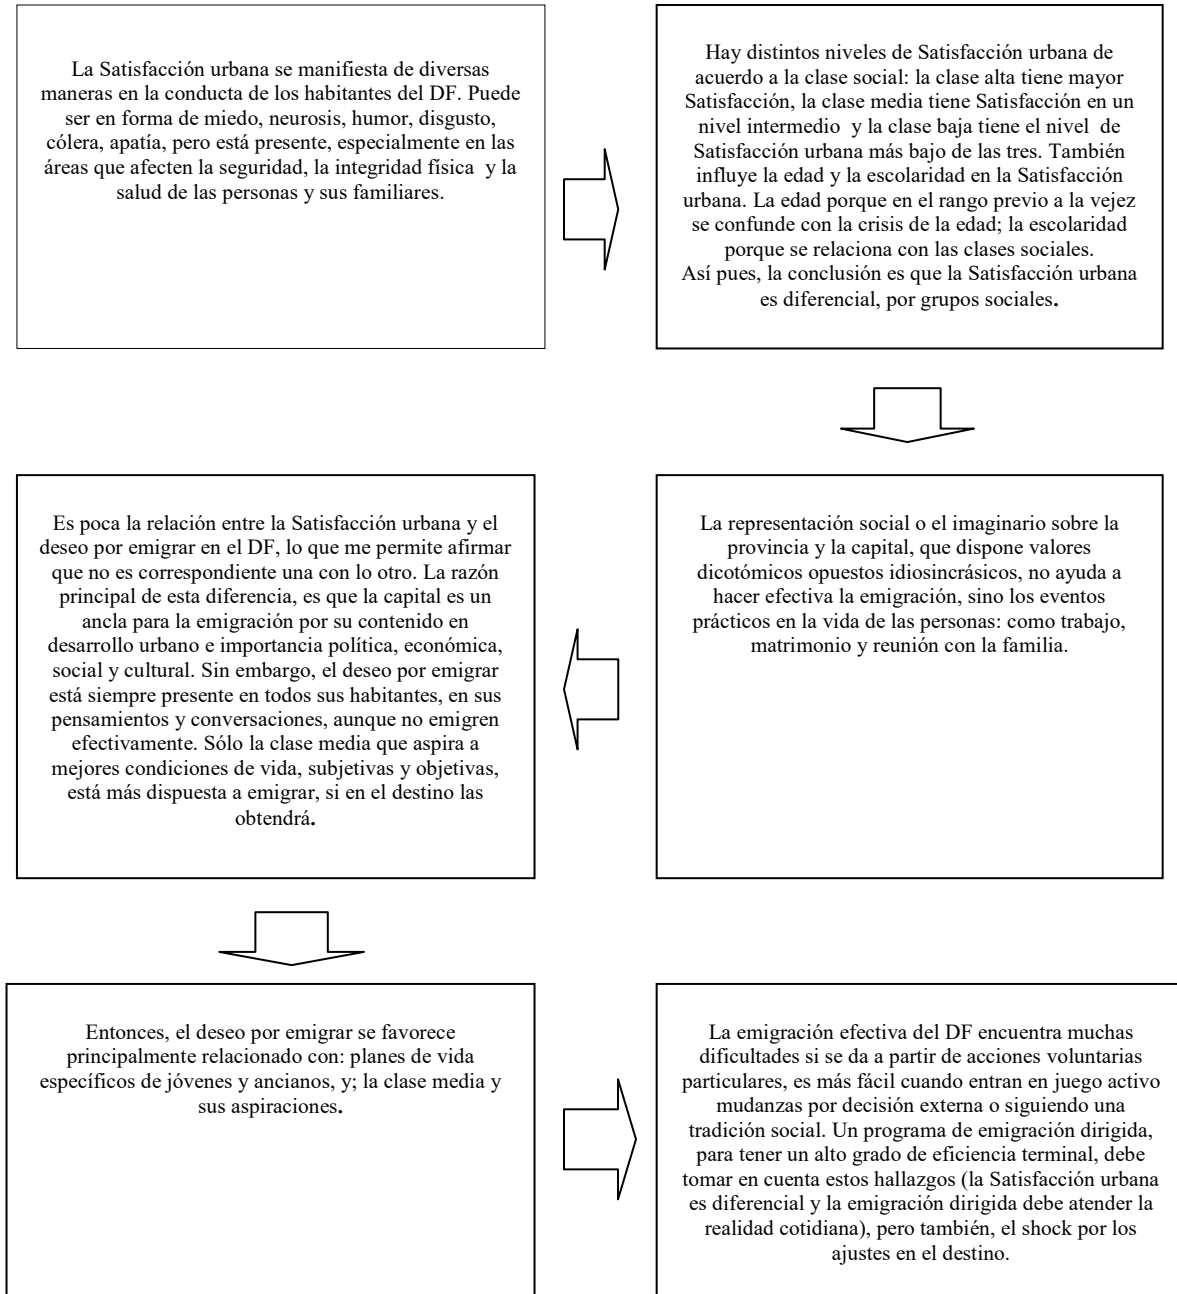 La Satisfacción urbana se manifiesta de diversas
maneras en la conducta de los habitantes del DF. Puede
ser en forma de miedo, neurosis, humor, disgusto,
cólera, apatía, pero está presente, especialmente en las
áreas que afecten la seguridad, la integridad física y la
salud de las personas y sus familiares.
Hay distintos niveles de Satisfacción urbana de
acuerdo a la clase social: la clase alta tiene mayor
Satisfacción, la clase media tiene Satisfacción en un
nivel intermedio y la clase baja tiene el nivel de
Satisfacción urbana más bajo de las tres. También
influye la edad y la escolaridad en la Satisfacción
urbana. La edad porque en el rango previo a la vejez
se confunde con la crisis de la edad; la escolaridad
porque se relaciona con las clases sociales.
Así pues, la conclusión es que la Satisfacción urbana
es diferencial, por grupos sociales.
La representación social o el imaginario sobre la
provincia y la capital, que dispone valores
dicotómicos opuestos idiosincrásicos, no ayuda a
hacer efectiva la emigración, sino los eventos
prácticos en la vida de las personas: como trabajo,
matrimonio y reunión con la familia.
Es poca la relación entre la Satisfacción urbana y el
deseo por emigrar en el DF, lo que me permite afirmar
que no es correspondiente una con lo otro. La razón
principal de esta diferencia, es que la capital es un
ancla para la emigración por su contenido en
desarrollo urbano e importancia política, económica,
social y cultural. Sin embargo, el deseo por emigrar
está siempre presente en todos sus habitantes, en sus
pensamientos y conversaciones, aunque no emigren
efectivamente. Sólo la clase media que aspira a
mejores condiciones de vida, subjetivas y objetivas,
está más dispuesta a emigrar, si en el destino las
obtendrá.
Entonces, el deseo por emigrar se favorece
principalmente relacionado con: planes de vida
específicos de jóvenes y ancianos, y; la clase media y
sus aspiraciones.
La emigración efectiva del DF encuentra muchas
dificultades si se da a partir de acciones voluntarias
particulares, es más fácil cuando entran en juego activo
mudanzas por decisión externa o siguiendo una
tradición social. Un programa de emigración dirigida,
para tener un alto grado de eficiencia terminal, debe
tomar en cuenta estos hallazgos (la Satisfacción urbana
es diferencial y la emigración dirigida debe atender la
realidad cotidiana), pero también, el shock por los
ajustes en el destino.